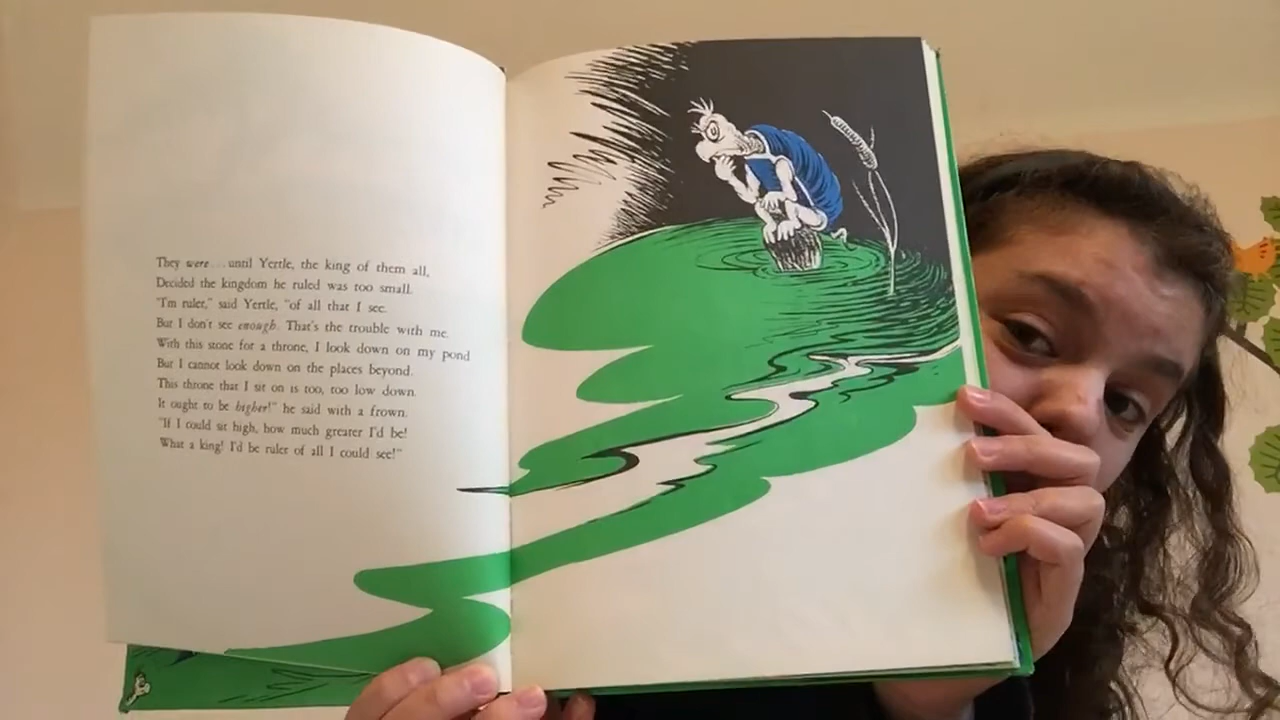 They were... until Yertle, the king of them all,
Decided the kingdom he ruled was too small.
"I'm ruler," said Yertle, "of all that I see.
But I don't see enough. That's the trouble with me.
With this stone for a throne, I look down on my pond
But I cannot look down on the places beyond.
This throne that I sit on is too, too low down.
It ought to be higher!" he said with a frown.
"If I could sit high, how much greater I'd be!
What a king! I'd be ruler of all I could see!"